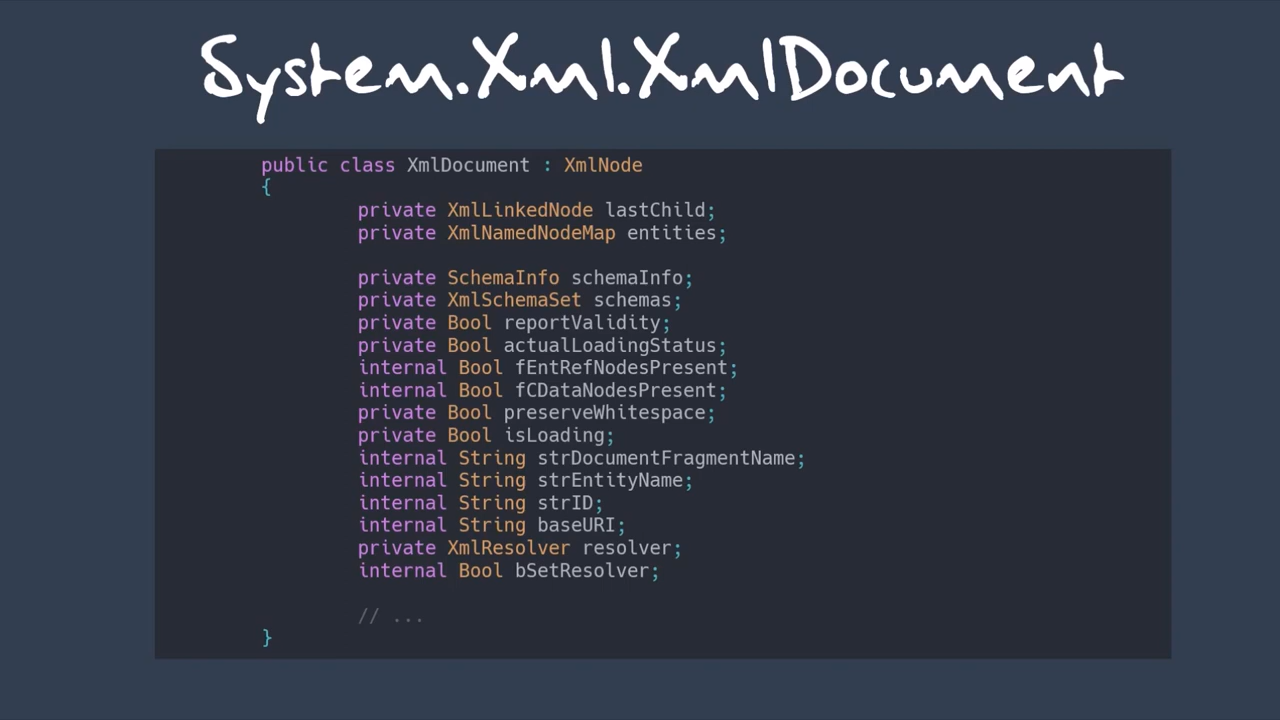 System.Xml.XmlDocument
public class XmlDocument : XmlNode
{
private XmlLinkedNode lastChild;
private XmlNamedNodeMap entities;
private SchemaInfo schemaInfo;
private XmlSchemaSet schemas;
private Bool reportValidity;
private Bool actualLoadingStatus;
internal Bool fEntRefNodesPresent;
internal Bool fCDataNodesPresent;
private Bool preserveWhitespace;
private Bool isLoading;
internal String strDocumentFragmentName;
internal String strEntityName;
internal String strID;
internal String baseURI;
private XmlResolver resolver;
internal Bool bSetResolver;
// ...
}